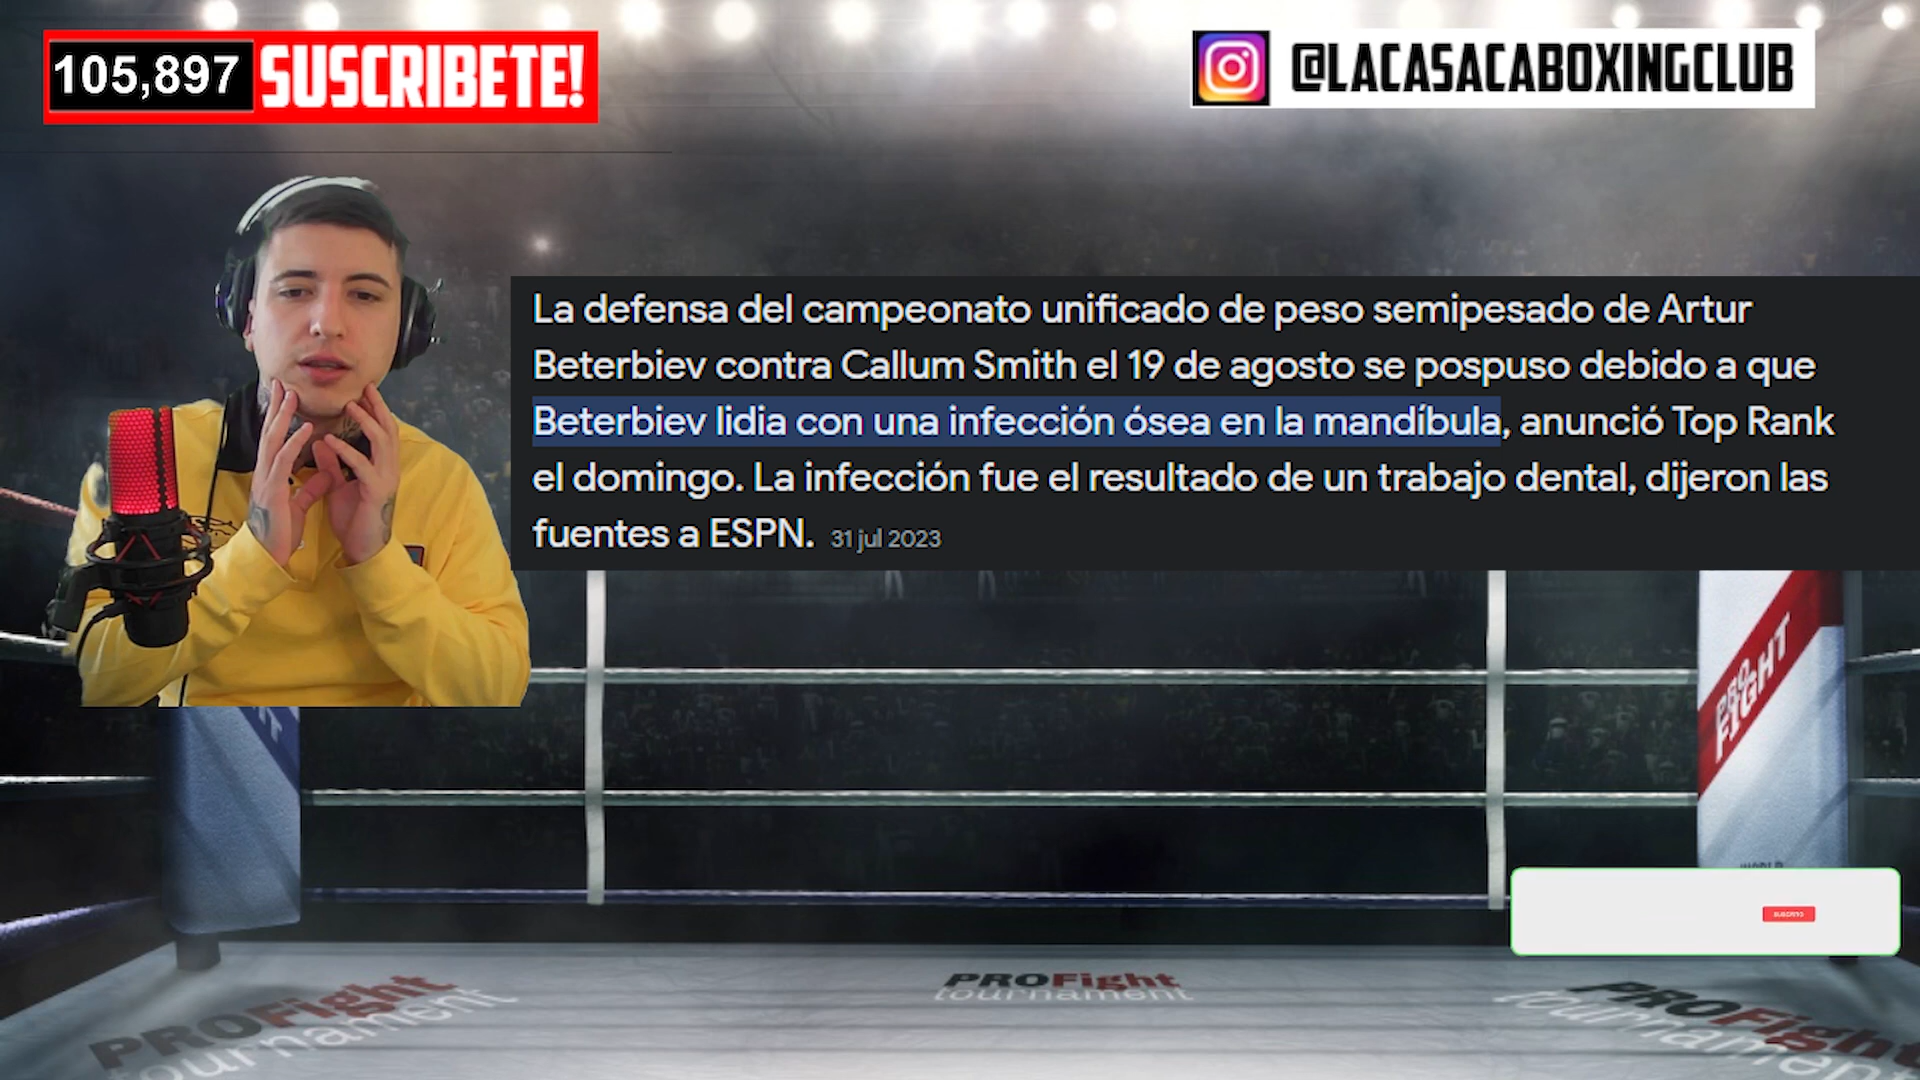 105,897 SUSCRIBETE!
@LACASACABOXINGCLUB
La defensa del campeonato unificado de peso semipesado de Artur
Beterbiev contra Callum Smith el 19 de agosto se pospuso debido a que
Beterbiev lidia con una infección ósea en la mandíbula, anunció Top Rank
el domingo. La infección fue el resultado de un trabajo dental, dijeron las
fuentes a ESPN. 31 jul 2023
PRO
FIGHT
PROFight
tournament
PROFight
tournament
PROFight
tournament